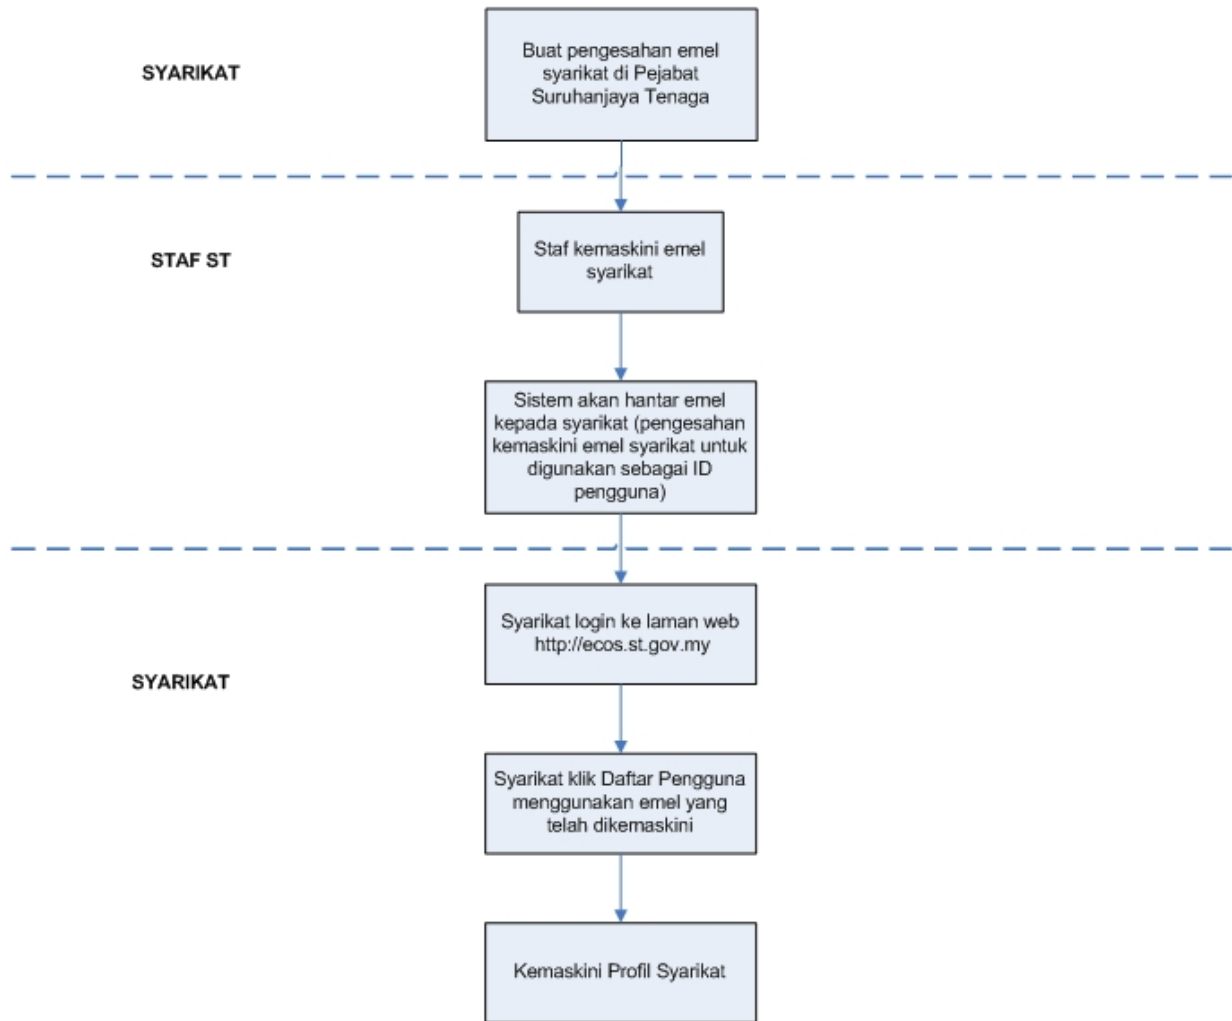 SYARIKAT
Buat pengesahan emel
syarikat di Pejabat
Suruhanjaya Tenaga
STAF ST
Staf kemaskini emel
syarikat
Sistem akan hantar emel
kepada syarikat (pengesahan
kemaskini emel syarikat untuk
digunakan sebagai ID
pengguna)
SYARIKAT
Syarikat login ke laman web
http://ecos.st.gov.my
Syarikat klik Daftar Pengguna
menggunakan emel yang
telah dikemaskini
Kemaskini Profil Syarikat